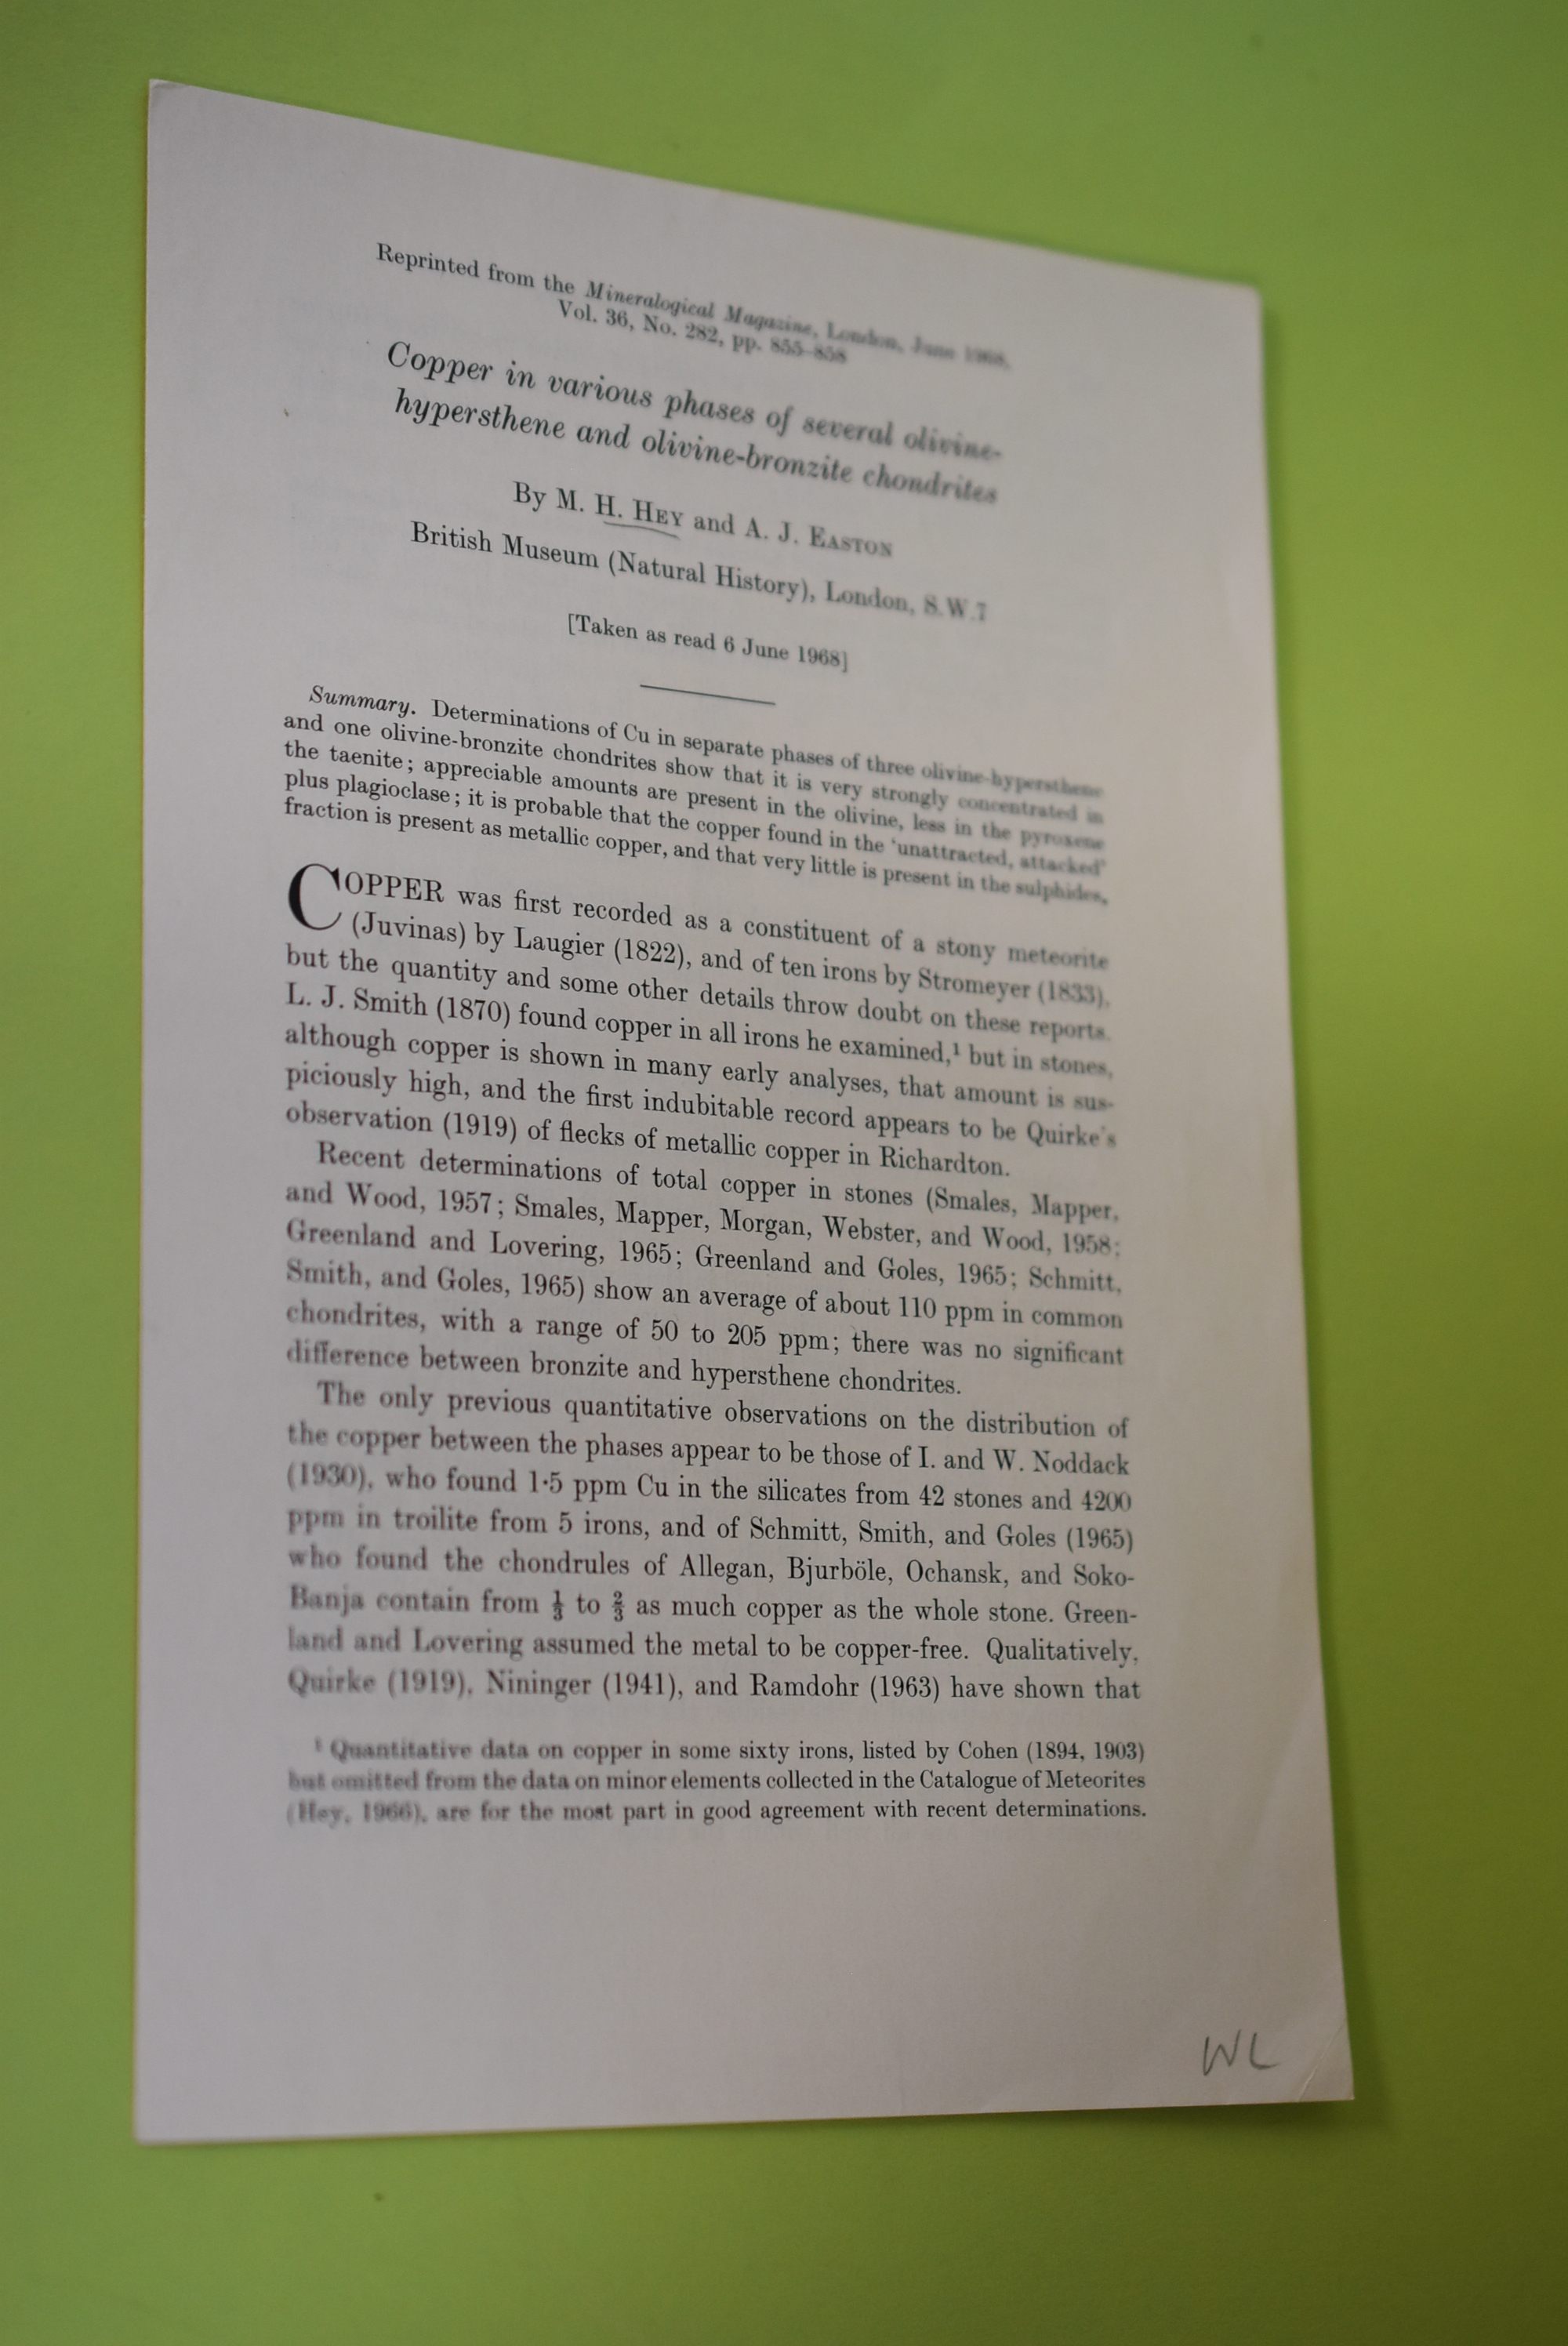 Reprinted from the Mineralogical Magazine, London, June 1968.
Vol. 36, No. 282, pp. 855-858
Copper in various phases of several olivine-
hypersthene and olivine-bronzite chondrites
By M. H. HEY and A. J. EASTON
British Museum (Natural History), London, S.W.7
[Taken as read 6 June 1968]
Summary. Determinations of Cu in separate phases of three olivine-hypersthene
and one olivine-bronzite chondrites show that it is very strongly concentrated in
the taenite; appreciable amounts are present in the olivine, less in the pyroxene
plus plagioclase; it is probable that the copper found in the 'unattracted, attacked'
fraction is present as metallic copper, and that very little is present in the sulphides.
COPPER was first recorded as a constituent of a stony meteorite
(Juvinas) by Laugier (1822), and of ten irons by Stromeyer (1833),
but the quantity and some other details throw doubt on these reports.
L. J. Smith (1870) found copper in all irons he examined,¹ but in stones,
although copper is shown in many early analyses, that amount is sus-
piciously high, and the first indubitable record appears to be Quirke's
observation (1919) of flecks of metallic copper in Richardton.
Recent determinations of total copper in stones (Smales, Mapper,
and Wood, 1957; Smales, Mapper, Morgan, Webster, and Wood, 1958;
Greenland and Lovering, 1965; Greenland and Goles, 1965; Schmitt,
Smith, and Goles, 1965) show an average of about 110 ppm in common
chondrites, with a range of 50 to 205 ppm; there was no significant
difference between bronzite and hypersthene chondrites.
The only previous quantitative observations on the distribution of
the copper between the phases appear to be those of I. and W. Noddack
(1930), who found 1·5 ppm Cu in the silicates from 42 stones and 4200
ppm in troilite from 5 irons, and of Schmitt, Smith, and Goles (1965)
who found the chondrules of Allegan, Bjurböle, Ochansk, and Soko-
Banja contain from ⅓ to ⅔ as much copper as the whole stone. Green-
land and Lovering assumed the metal to be copper-free. Qualitatively,
Quirke (1919), Nininger (1941), and Ramdohr (1963) have shown that
¹ Quantitative data on copper in some sixty irons, listed by Cohen (1894, 1903)
but omitted from the data on minor elements collected in the Catalogue of Meteorites
(Hey, 1966), are for the most part in good agreement with recent determinations.
WL